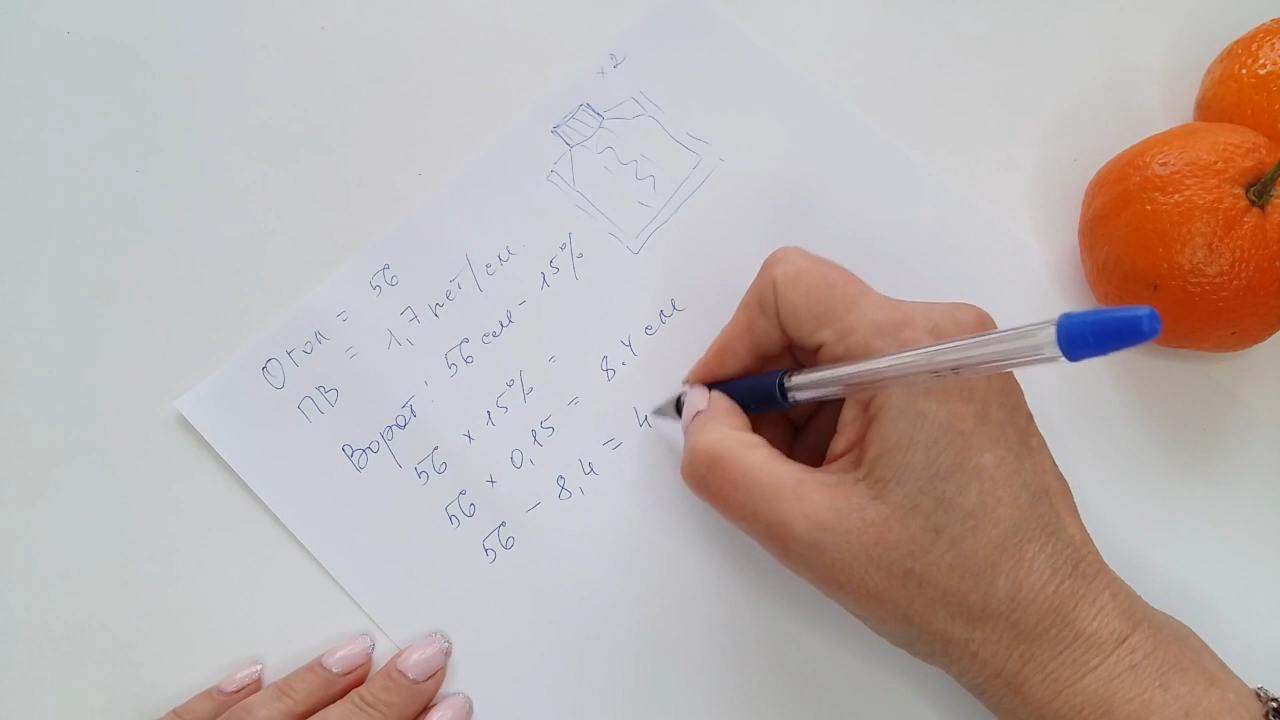 × 2
Огол = 56
ПВ = 1,7 пет/см.
Ворот: 56 см - 15%
56 × 15% =
56 × 0,15 = 8.4 см
56 - 8,4 = 4